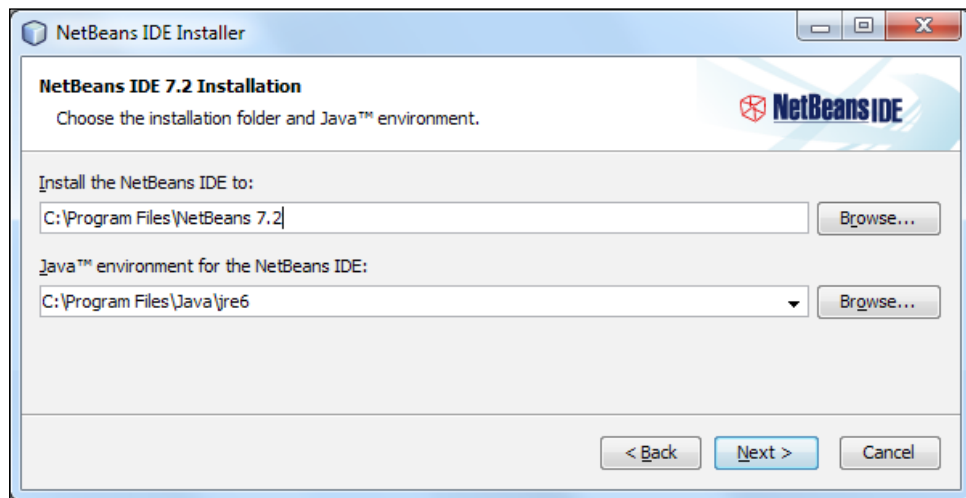 NetBeans IDE Installer
NetBeans IDE 7.2 Installation
Choose the installation folder and Java™ environment.
NetBeans IDE
Install the NetBeans IDE to:
C:\Program Files\NetBeans 7.2
Browse...
Java™ environment for the NetBeans IDE:
C:\Program Files\Java\jre6
Browse...
< Back
Next >
Cancel